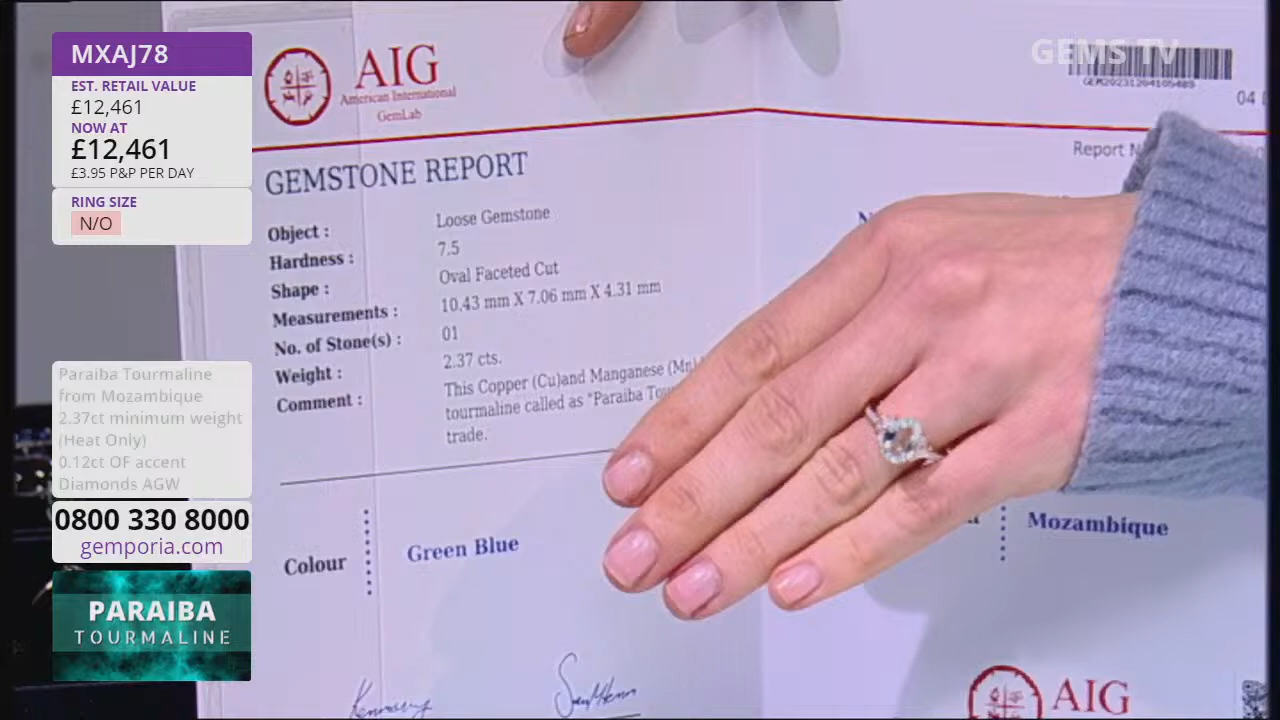 MXAJ78
EST. RETAIL VALUE
£12,461
NOW AT
£12,461
£3.95 P&P PER DAY
RING SIZE
N/O
Paraiba Tourmaline
from Mozambique
2.37ct minimum weight
(Heat Only)
0.12ct OF accent
Diamonds AGW
0800 330 8000
gemporia.com
PARAIBA
TOURMALINE
GEMS TV
AIG
American International
GemLab
GEM20231204105489
04
Report
GEMSTONE REPORT
Object : Loose Gemstone
Hardness : 7.5
Shape : Oval Faceted Cut
Measurements : 10.43 mm X 7.06 mm X 4.31 mm
No. of Stone(s) : 01
Weight : 2.37 cts.
Comment : This Copper (Cu)and Manganese (Mn)
tourmaline called as "Paraiba
trade.
Colour Green Blue
Mozambique
AIG